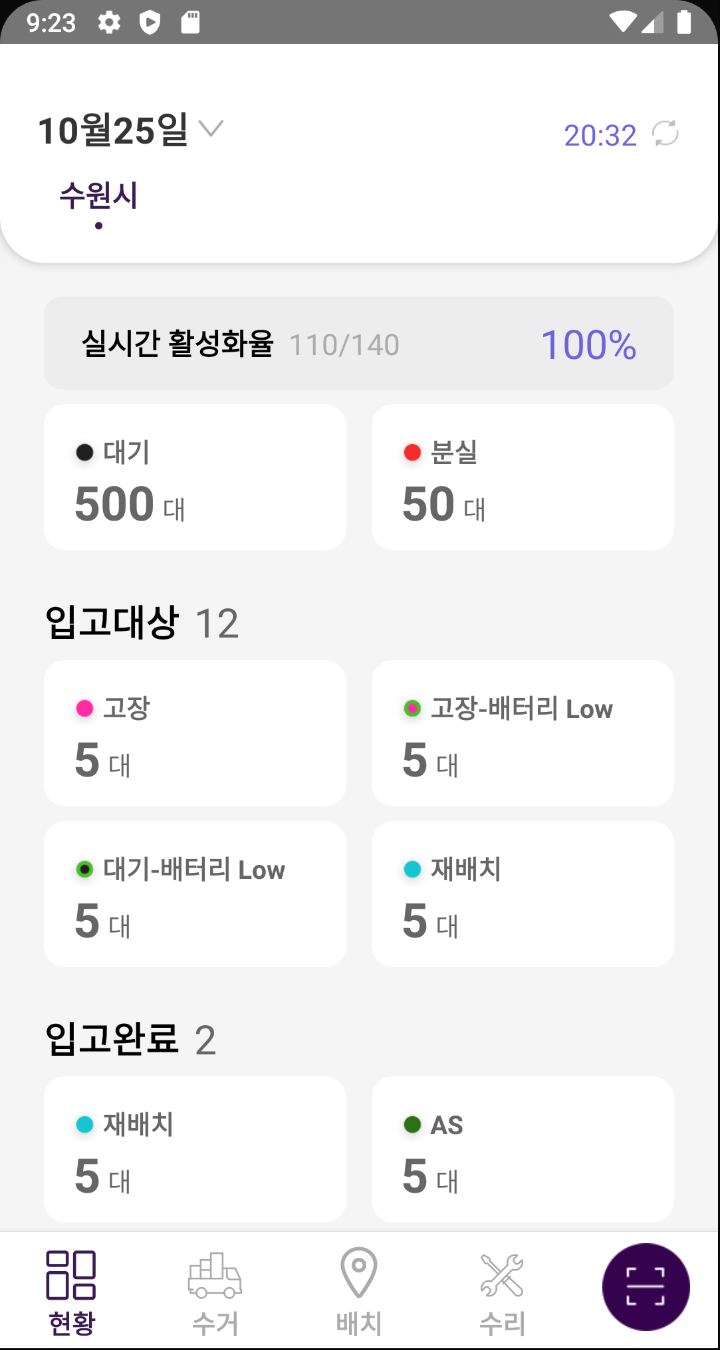 9:23
10월25일
20:32
수원시
실시간 활성화율 110/140 100%
대기
500 대
분실
50 대
입고대상 12
고장
5 대
고장-배터리 Low
5 대
대기-배터리 Low
5 대
재배치
5 대
입고완료 2
재배치
5 대
AS
5 대
현황
수거
배치
수리